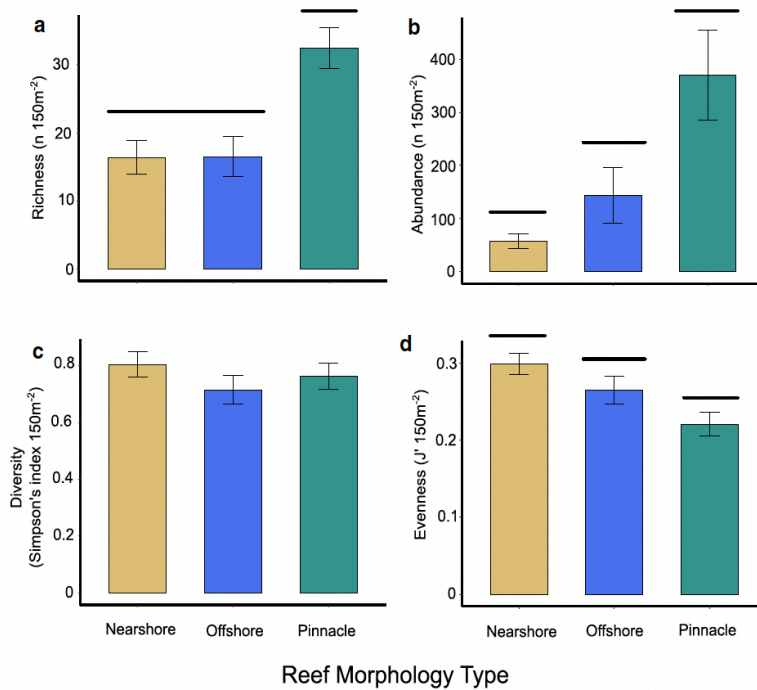 a
Richness (n 150m⁻²)
30
20
10
0
b
Abundance (n 150m⁻²)
400
300
200
100
0
c
Diversity
(Simpson's index 150m⁻²)
0.8
0.6
0.4
0.2
0
Nearshore Offshore Pinnacle
d
Evenness (J' 150m⁻²)
0.3
0.2
0.1
0
Nearshore Offshore Pinnacle
Reef Morphology Type